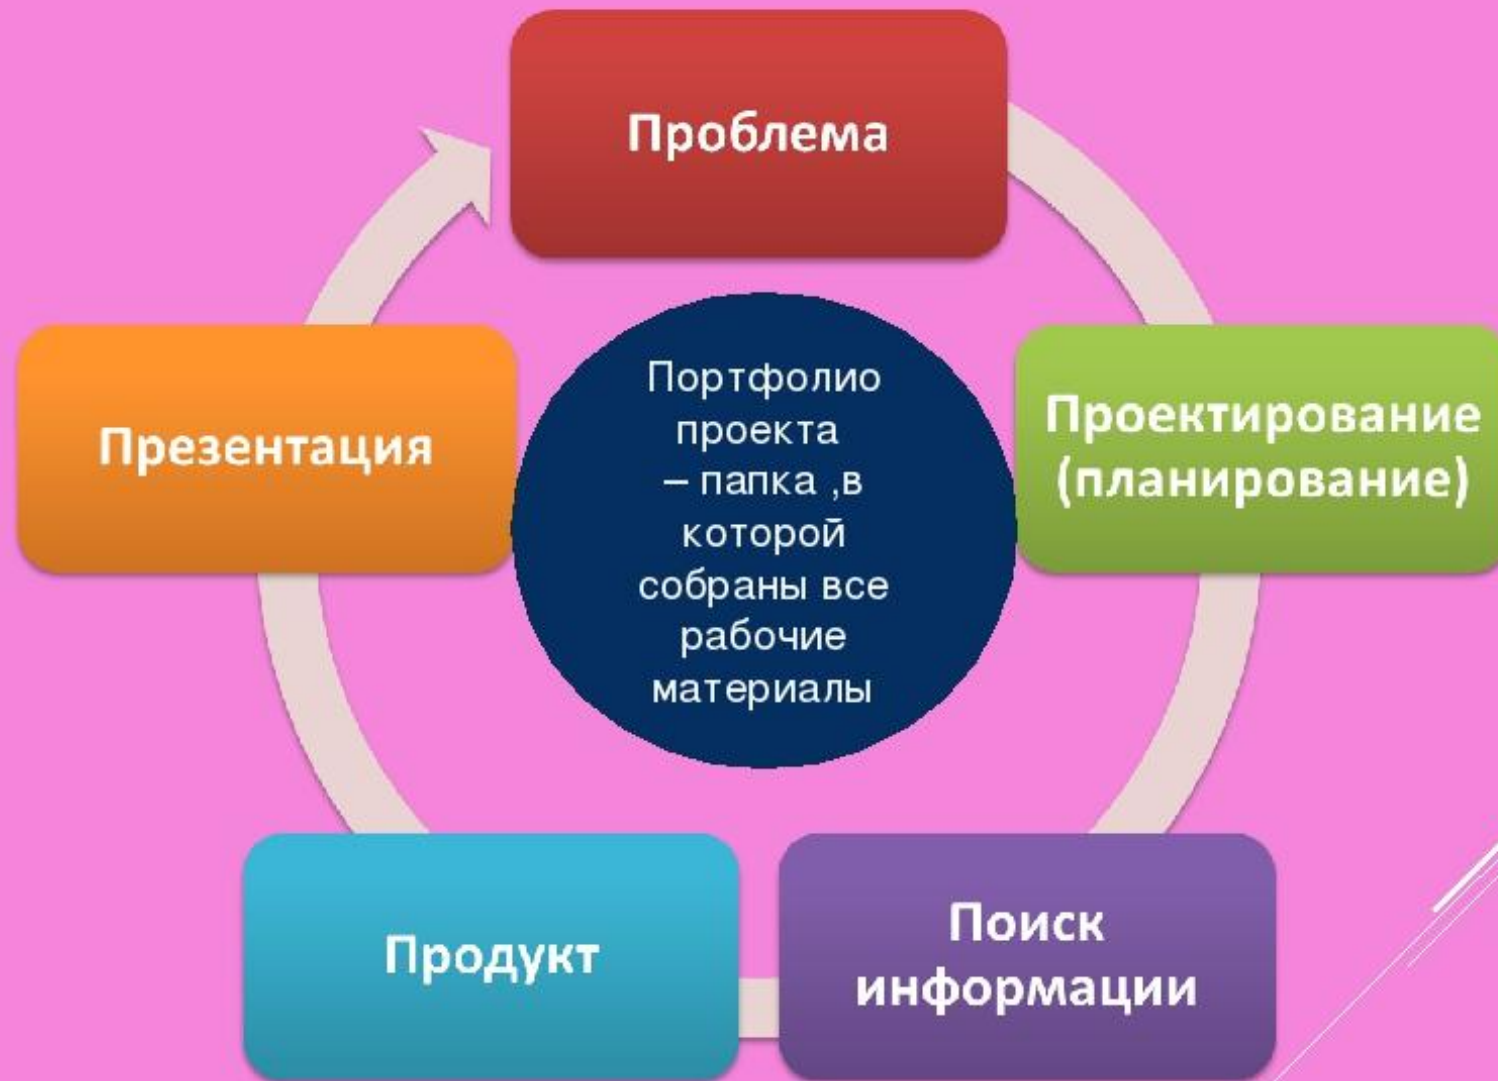 Проблема
Проектирование
(планирование)
Поиск
информации
Продукт
Презентация
Портфолио
проекта
– папка ,в
которой
собраны все
рабочие
материалы